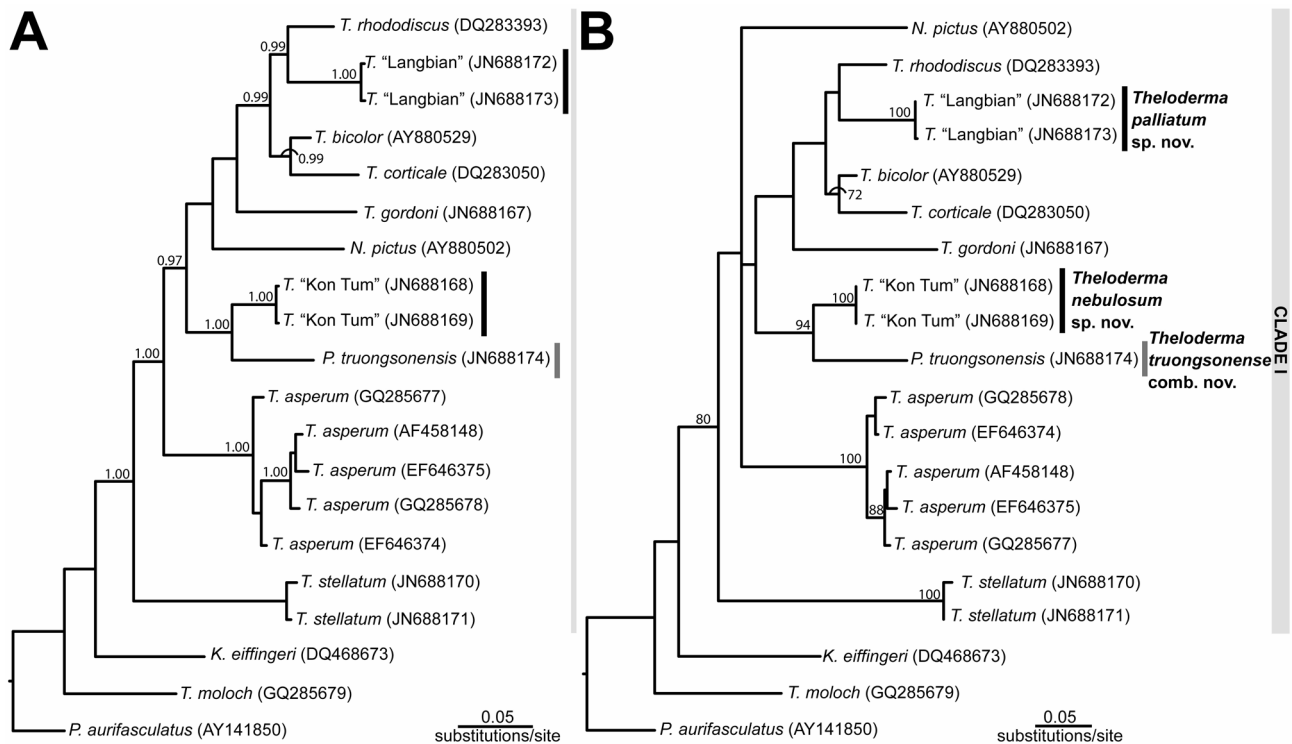 A
T. rhododiscus (DQ283393)
0.99
T. “Langbian” (JN688172)
1.00
T. “Langbian” (JN688173)
0.99
T. bicolor (AY880529)
0.99
T. corticale (DQ283050)
T. gordoni (JN688167)
N. pictus (AY880502)
0.97
T. “Kon Tum” (JN688168)
1.00
T. “Kon Tum” (JN688169)
1.00
P. truongsonensis (JN688174)
1.00
T. asperum (GQ285677)
T. asperum (AF458148)
1.00
T. asperum (EF646375)
1.00
T. asperum (GQ285678)
1.00
T. asperum (EF646374)
T. stellatum (JN688170)
T. stellatum (JN688171)
K. eiffingeri (DQ468673)
T. moloch (GQ285679)
P. aurifasculatus (AY141850)
0.05
substitutions/site
B
N. pictus (AY880502)
T. rhododiscus (DQ283393)
T. “Langbian” (JN688172)
100
T. “Langbian” (JN688173)
Theloderma
palliatum
sp. nov.
T. bicolor (AY880529)
72
T. corticale (DQ283050)
T. gordoni (JN688167)
T. “Kon Tum” (JN688168)
100
T. “Kon Tum” (JN688169)
Theloderma
nebulosum
sp. nov.
94
P. truongsonensis (JN688174)
Theloderma
truongsonense
comb. nov.
CLADE I
T. asperum (GQ285678)
80
T. asperum (EF646374)
100
T. asperum (AF458148)
T. asperum (EF646375)
88
T. asperum (GQ285677)
T. stellatum (JN688170)
100
T. stellatum (JN688171)
K. eiffingeri (DQ468673)
T. moloch (GQ285679)
P. aurifasculatus (AY141850)
0.05
substitutions/site